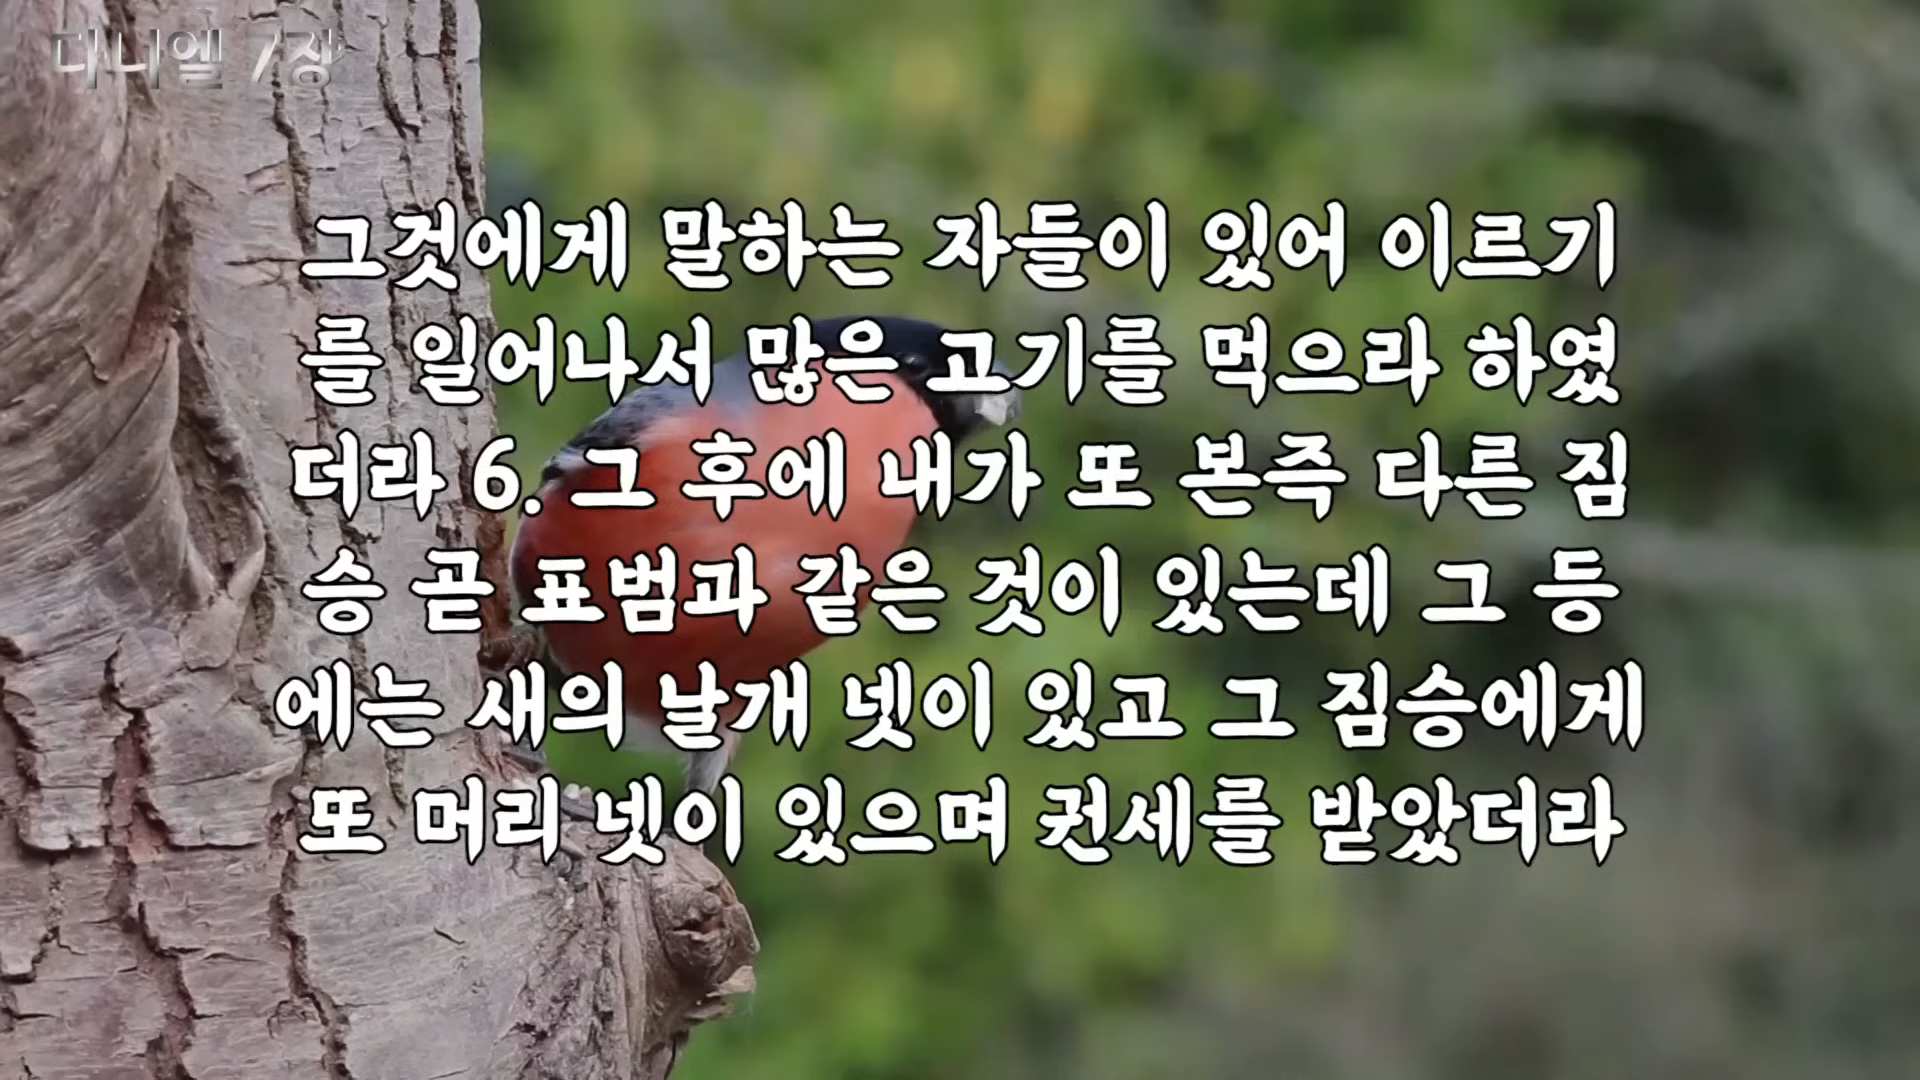 다니엘 7장
그것에게 말하는 자들이 있어 이르기
를 일어나서 많은 고기를 먹으라 하였
더라 6. 그 후에 내가 또 본즉 다른 짐
승 곧 표범과 같은 것이 있는데 그 등
에는 새의 날개 넷이 있고 그 짐승에게
또 머리 넷이 있으며 권세를 받았더라